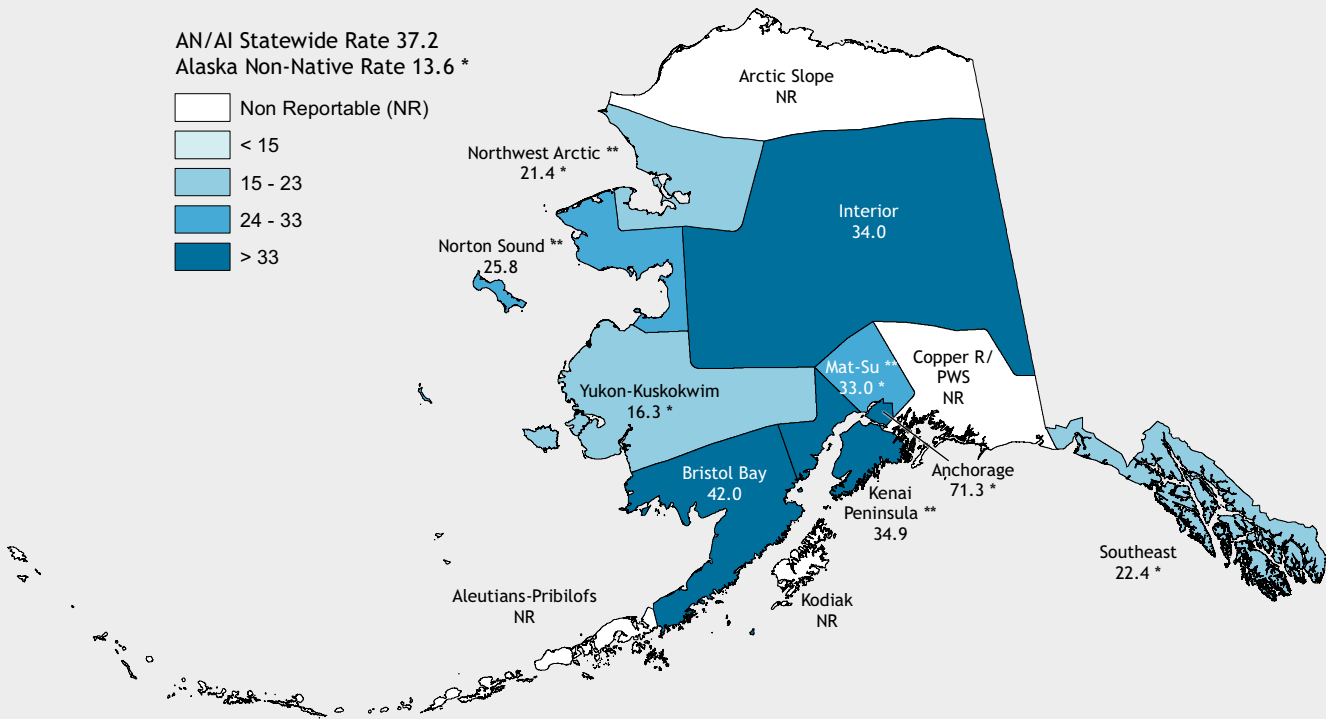 AN/AI Statewide Rate 37.2
Alaska Non-Native Rate 13.6 *
Non Reportable (NR)
< 15
15 - 23
24 - 33
> 33
Arctic Slope
NR
Northwest Arctic **
21.4 *
Interior
34.0
Norton Sound **
25.8
Mat-Su **
33.0 *
Copper R/
PWS
NR
Yukon-Kuskokwim
16.3 *
Bristol Bay
42.0
Anchorage
71.3 *
Kenai
Peninsula **
34.9
Southeast
22.4 *
Aleutians-Pribilofs
NR
Kodiak
NR